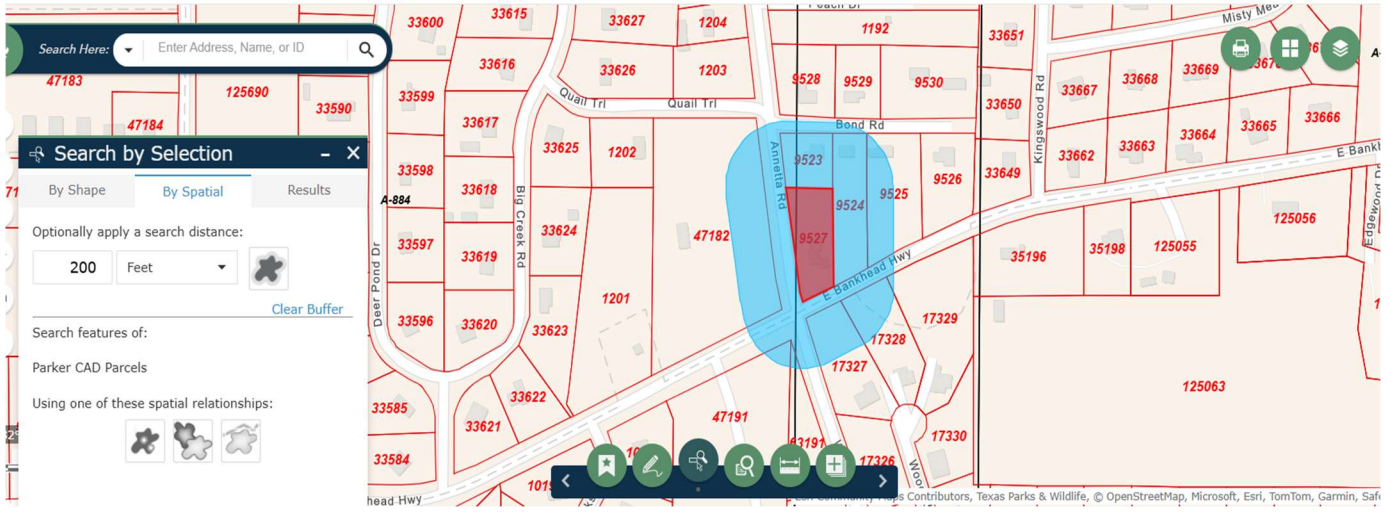 Search Here:
Enter Address, Name, or ID
Search by Selection
By Shape
By Spatial
Results
Optionally apply a search distance:
200
Feet
Clear Buffer
Search features of:
Parker CAD Parcels
Using one of these spatial relationships:
47183
125690
47184
33590
33600
33615
33627
1204
1192
33651
Misty
33616
33626
1203
9528
9529
9530
33667
33668
33669
33599
Quail Trl
Quail Trl
33650
Kingswood Rd
33617
33625
1202
Bond Rd
33664
33665
33666
33662
33663
E Bankh
33598
33618
Annetta Rd
9523
9524
9525
9526
33649
A-884
Big Creek Rd
33624
47182
9527
125056
Edgewood
33597
33619
E Bankhead Hwy
35196
35198
125055
Deer Pond Dr
33596
33620
33623
1201
17329
17328
17327
33622
125063
33585
33621
47191
17330
33584
17326
head Hwy
Esri Community Maps Contributors, Texas Parks & Wildlife, © OpenStreetMap, Microsoft, Esri, TomTom, Garmin, Safe